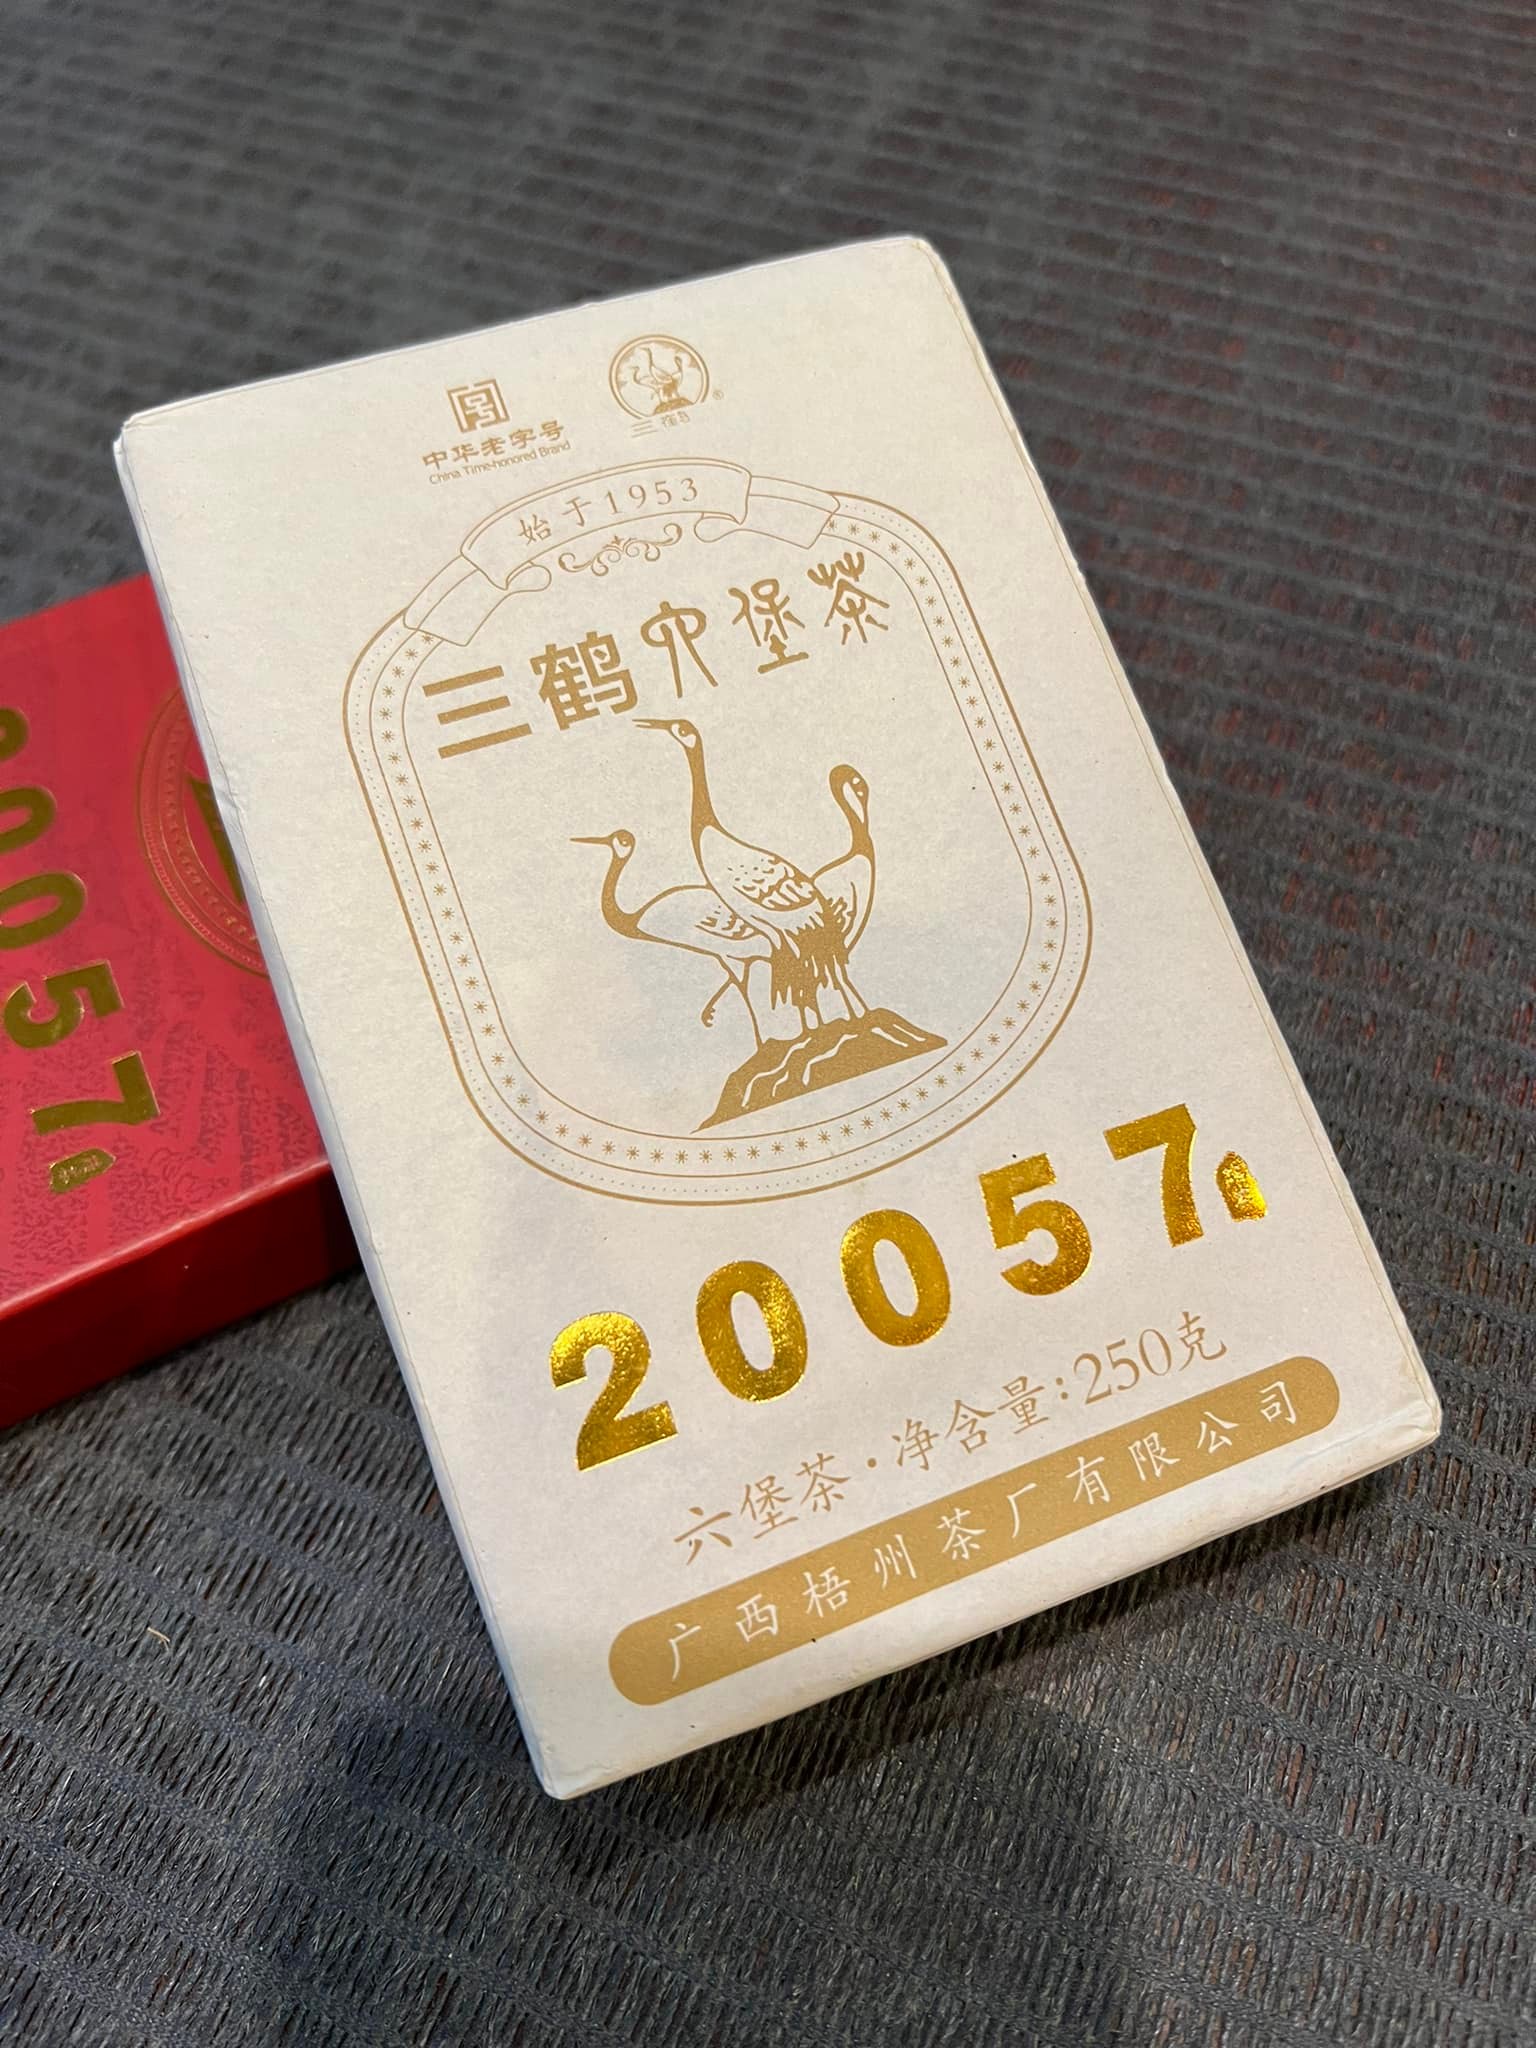 中华老字号
China Time-honored Brand
三鹤
®
始于1953
三鹤六堡茶
20057
六堡茶·净含量:250克
广西梧州茶厂有限公司
20057